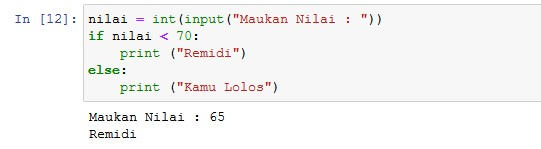 In [12]: nilai = int(input("Maukan Nilai : "))
if nilai < 70:
    print ("Remidi")
else:
    print ("Kamu Lolos")
Maukan Nilai : 65
Remidi